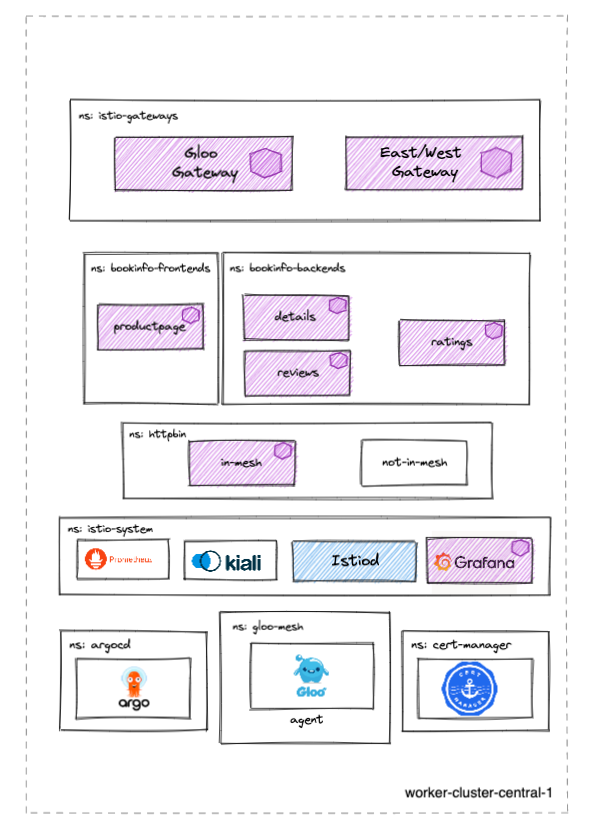 ns: istio-gateways
Gloo
Gateway
East/West
Gateway
ns: bookinfo-frontends
productpage
ns: bookinfo-backends
details
reviews
ratings
ns: httpbin
in-mesh
not-in-mesh
ns: istio-system
Prometheus
kiali
Istiod
Grafana
ns: argocd
argo
ns: gloo-mesh
Gloo
agent
ns: cert-manager
CERT
MANAGER
worker-cluster-central-1